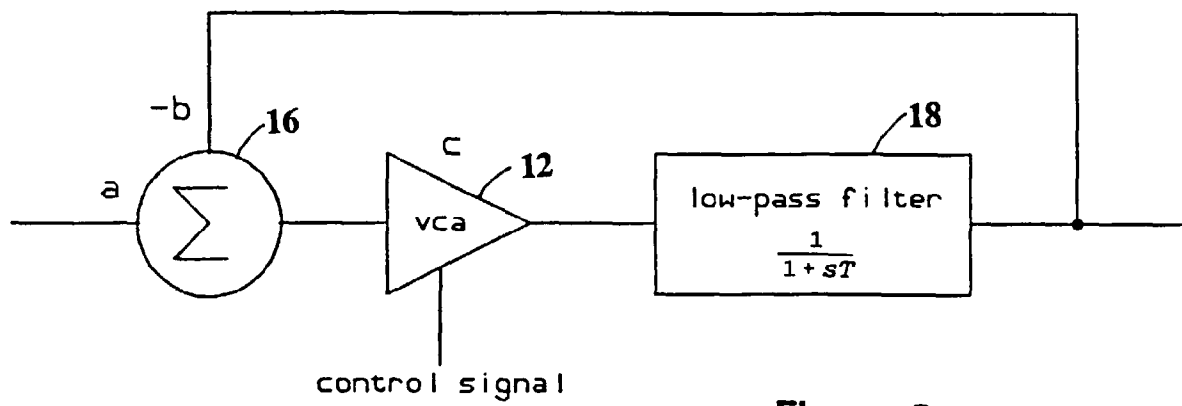 -b
16
a
Σ
c
12
vca
18
low-pass filter
1
1 + sT
control signal